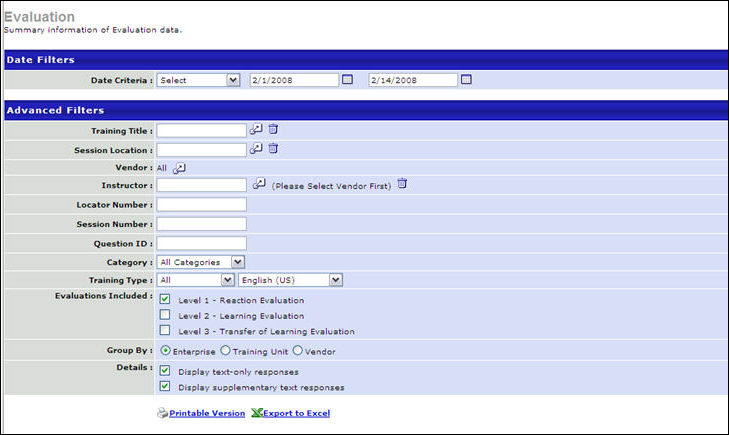 Evaluation
Summary information of Evaluation data.
Date Filters
Date Criteria : Select 2/1/2008 2/14/2008
Advanced Filters
Training Title :
Session Location :
Vendor : All
Instructor : (Please Select Vendor First)
Locator Number :
Session Number :
Question ID :
Category : All Categories
Training Type : All English (US)
Evaluations Included : Level 1 - Reaction Evaluation
Level 2 - Learning Evaluation
Level 3 - Transfer of Learning Evaluation
Group By : Enterprise Training Unit Vendor
Details : Display text-only responses
Display supplementary text responses
Printable Version Export to Excel